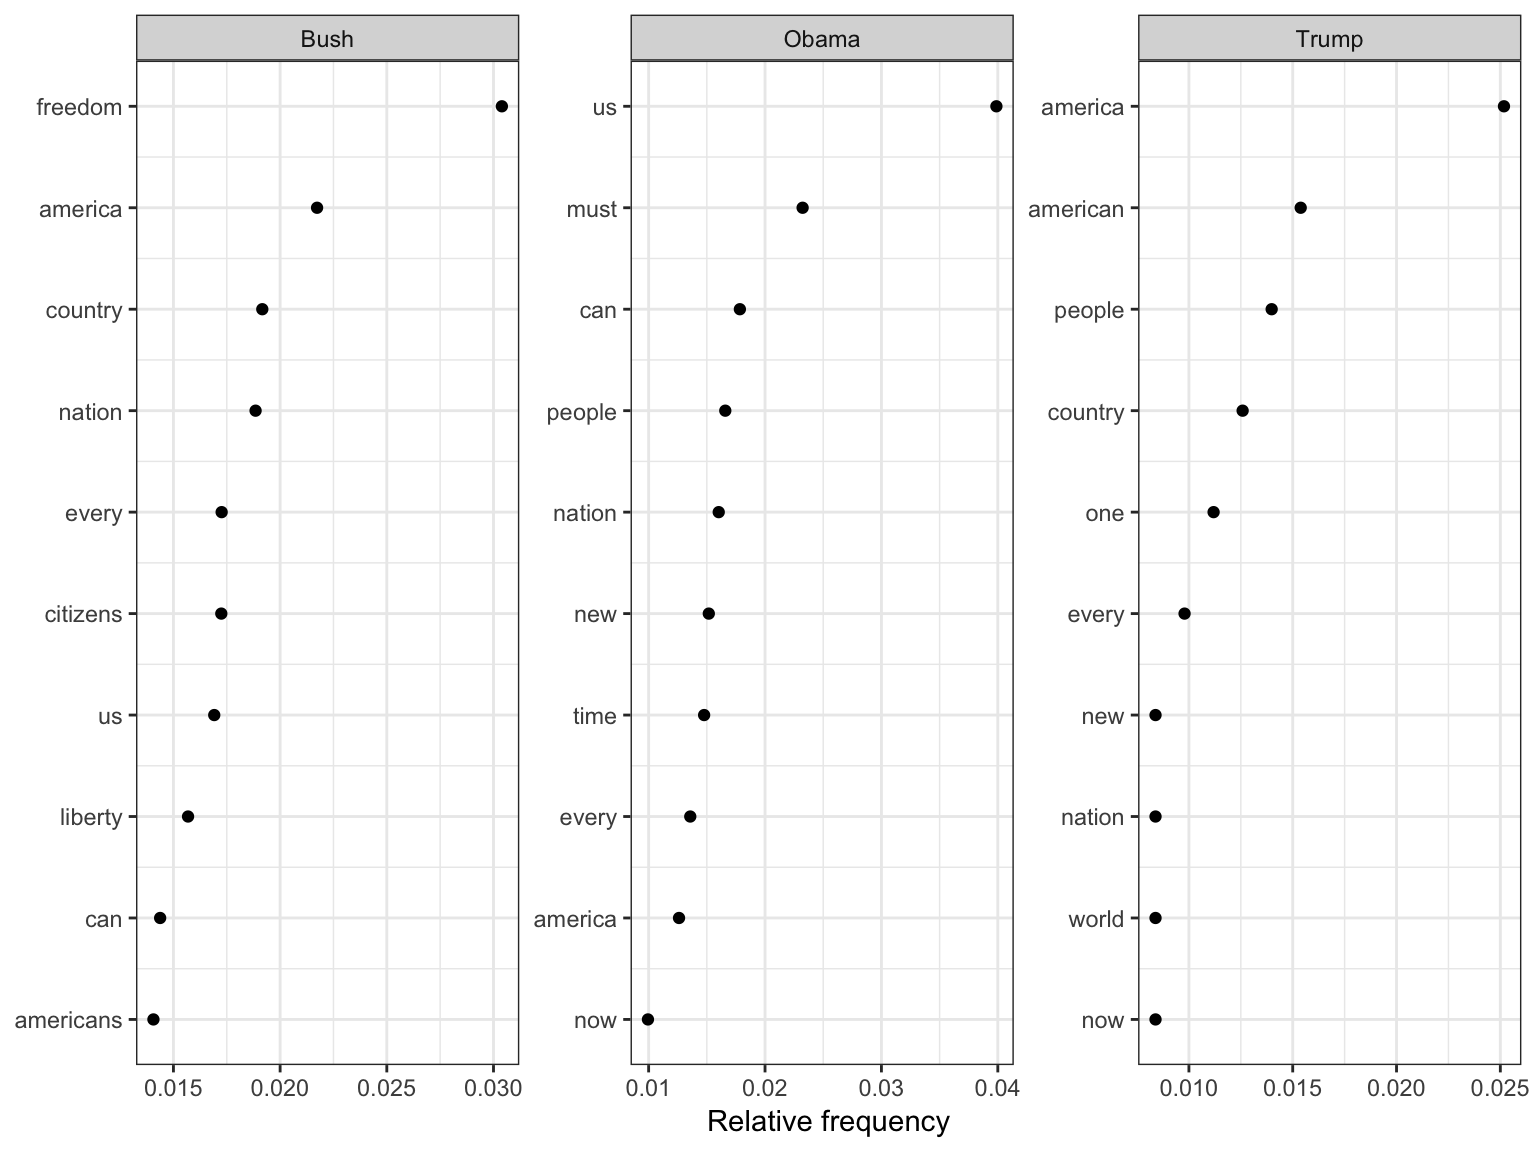 Bush
freedom
america
country
nation
every
citizens
us
liberty
can
americans
0.015 0.020 0.025 0.030
Obama
us
must
can
people
nation
new
time
every
america
now
0.01 0.02 0.03 0.04
Trump
america
american
people
country
one
every
new
nation
world
now
0.010 0.015 0.020 0.025
Relative frequency